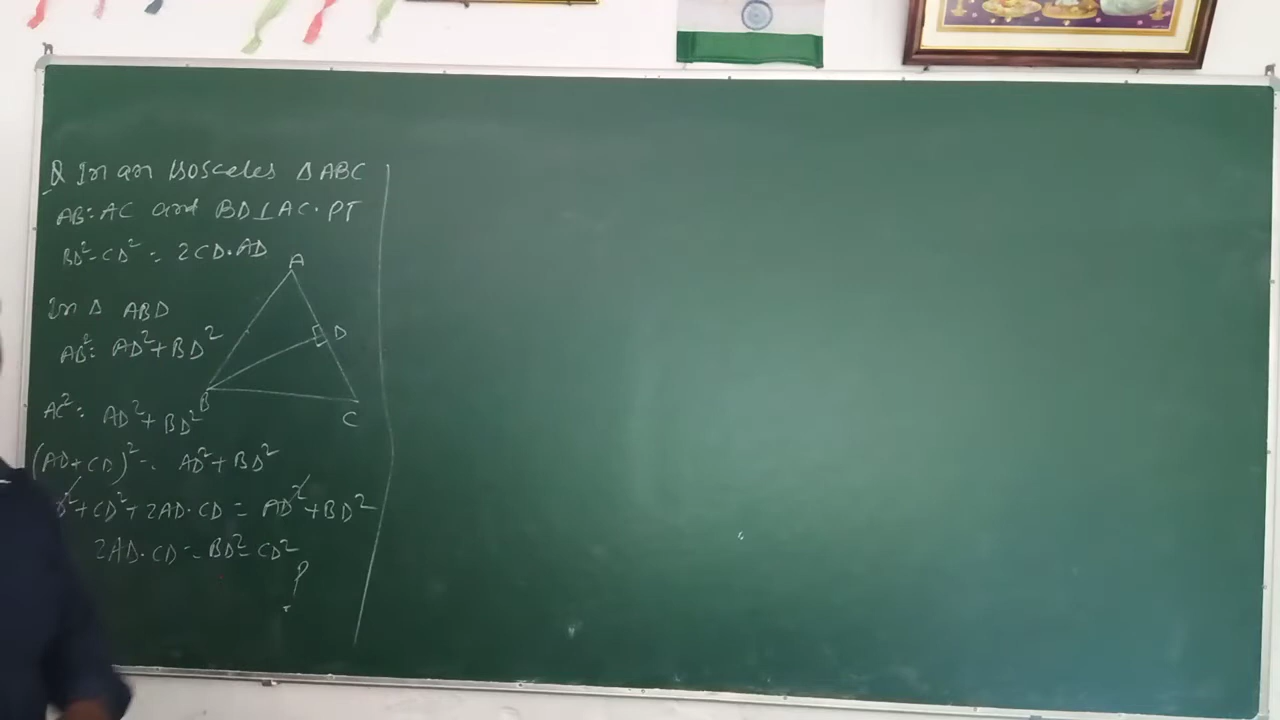 Q In an Isosceles Δ ABC
AB = AC and BD ⊥ AC. PT
BD² - CD² = 2CD.AD
A
In Δ ABD
D
AB² = AD² + BD²
B
C
AC² = AD² + BD²
(AD + CD)² = AD² + BD²
² + CD² + 2AD.CD = AD² + BD²
2AD.CD = BD² - CD²
P